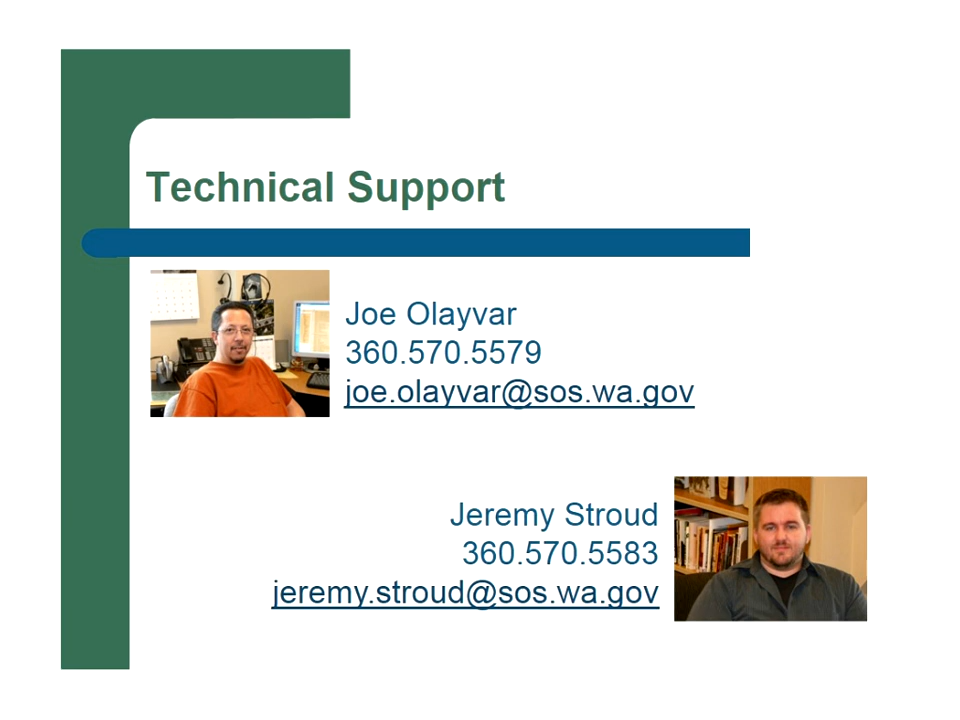 Technical Support
Joe Olayvar
360.570.5579
joe.olayvar@sos.wa.gov
Jeremy Stroud
360.570.5583
jeremy.stroud@sos.wa.gov